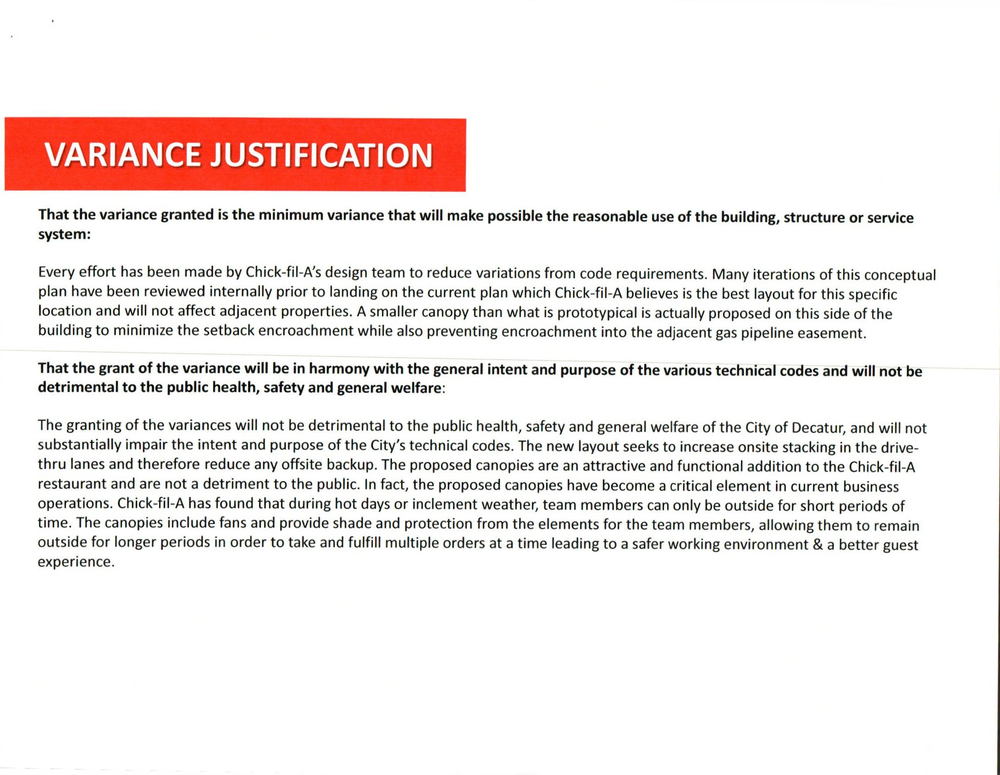 VARIANCE JUSTIFICATION
That the variance granted is the minimum variance that will make possible the reasonable use of the building, structure or service
system:
Every effort has been made by Chick-fil-A’s design team to reduce variations from code requirements. Many iterations of this conceptual
plan have been reviewed internally prior to landing on the current plan which Chick-fil-A believes is the best layout for this specific
location and will not affect adjacent properties. A smaller canopy than what is prototypical is actually proposed on this side of the
building to minimize the setback encroachment while also preventing encroachment into the adjacent gas pipeline easement.
That the grant of the variance will be in harmony with the general intent and purpose of the various technical codes and will not be
detrimental to the public health, safety and general welfare:
The granting of the variances will not be detrimental to the public health, safety and general welfare of the City of Decatur, and will not
substantially impair the intent and purpose of the City’s technical codes. The new layout seeks to increase onsite stacking in the drive-
thru lanes and therefore reduce any offsite backup. The proposed canopies are an attractive and functional addition to the Chick-fil-A
restaurant and are not a detriment to the public. In fact, the proposed canopies have become a critical element in current business
operations. Chick-fil-A has found that during hot days or inclement weather, team members can only be outside for short periods of
time. The canopies include fans and provide shade and protection from the elements for the team members, allowing them to remain
outside for longer periods in order to take and fulfill multiple orders at a time leading to a safer working environment & a better guest
experience.